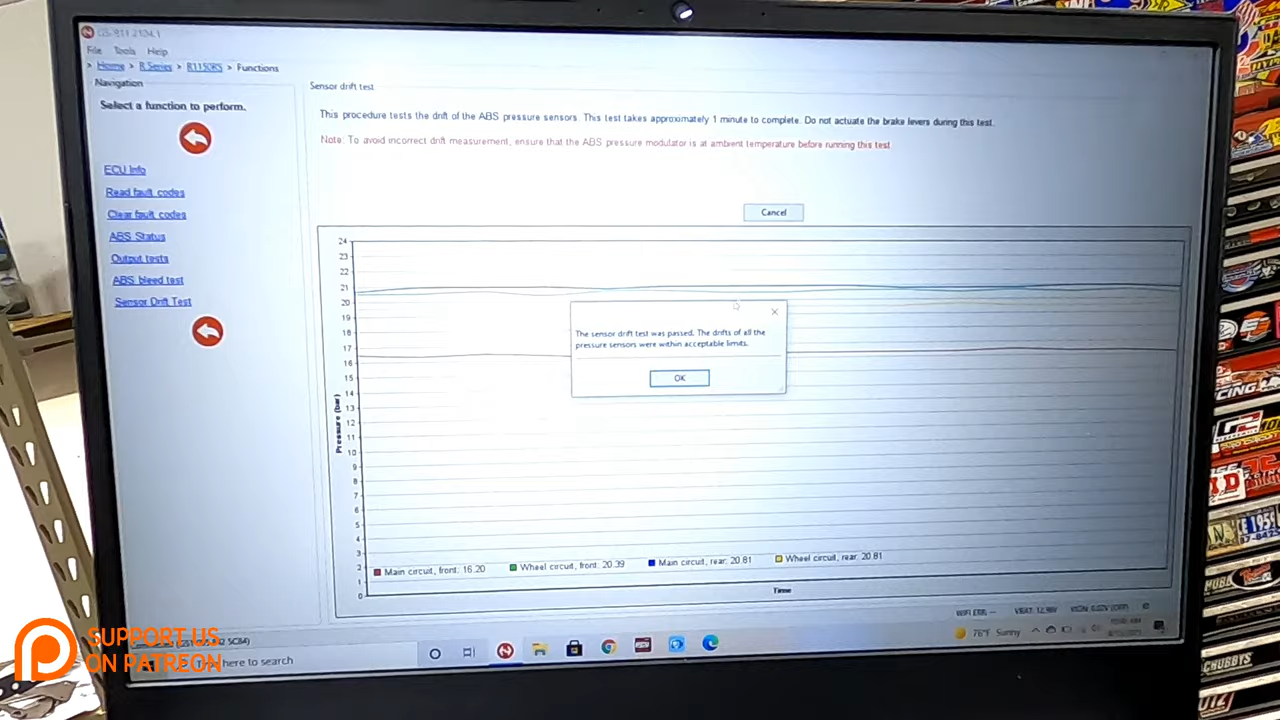 GS-911 2104.1
File Tools Help
> Home > R Series > R1150RS > Functions
Navigation
Select a function to perform.
ECU Info
Read fault codes
Clear fault codes
ABS Status
Output tests
ABS bleed test
Sensor Drift Test
Sensor drift test
This procedure tests the drift of the ABS pressure sensors. This test takes approximately 1 minute to complete. Do not actuate the brake levers during this test.
Note: To avoid incorrect drift measurement, ensure that the ABS pressure modulator is at ambient temperature before running this test.
Cancel
24
23
22
21
20
19
18
17
16
15
14
13
12
11
10
9
8
7
6
5
4
3
2
1
0
Pressure (bar)
The sensor drift test was passed. The drifts of all the
pressure sensors were within acceptable limits.
OK
Main circuit, front: 16.20 Wheel circuit, front: 20.39 Main circuit, rear: 20.81 Wheel circuit, rear: 20.81
Time
76°F Sunny
here to search
SUPPORT US
ON PATREON
CHUBBYS